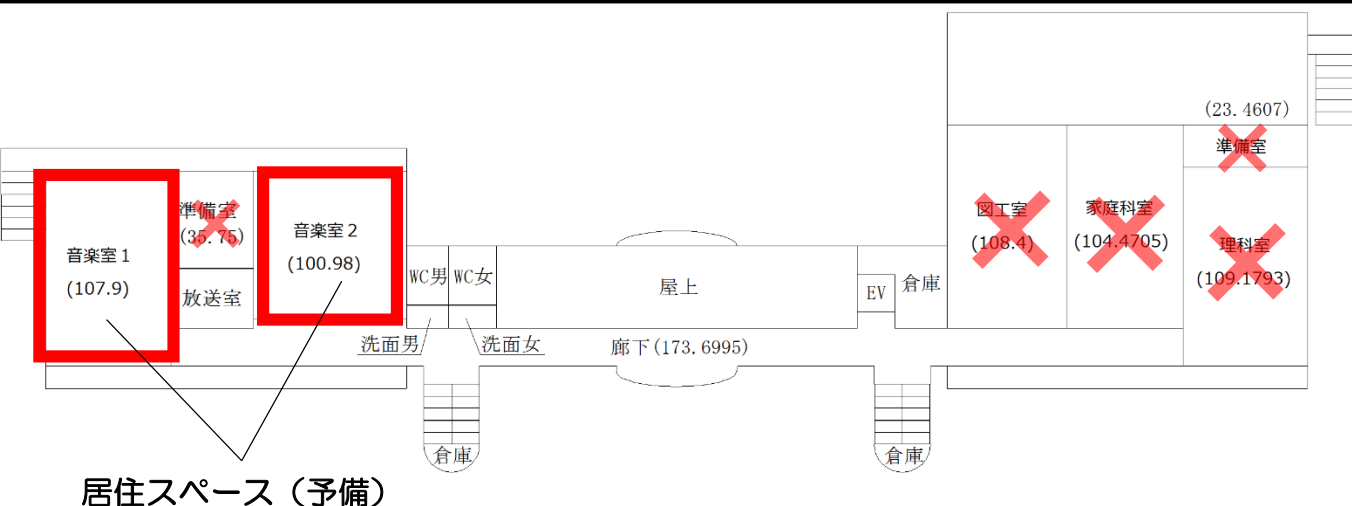 (23.4607)
準備室
準備室
(35.75)
音楽室１
(107.9)
放送室
音楽室２
(100.98)
WC男
WC女
屋上
EV
倉庫
図工室
(108.4)
家庭科室
(104.4705)
理科室
(109.1793)
洗面男
洗面女
廊下(173.6995)
倉庫
倉庫
居住スペース（予備）